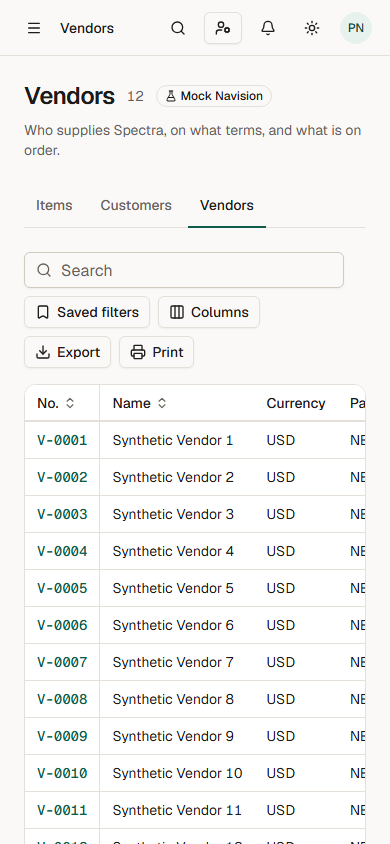 Vendors PN
Vendors 12 Mock Navision
Who supplies Spectra, on what terms, and what is on
order.
Items Customers Vendors
Search
Saved filters Columns
Export Print
No. Name Currency
V-0001 Synthetic Vendor 1 USD
V-0002 Synthetic Vendor 2 USD
V-0003 Synthetic Vendor 3 USD
V-0004 Synthetic Vendor 4 USD
V-0005 Synthetic Vendor 5 USD
V-0006 Synthetic Vendor 6 USD
V-0007 Synthetic Vendor 7 USD
V-0008 Synthetic Vendor 8 USD
V-0009 Synthetic Vendor 9 USD
V-0010 Synthetic Vendor 10 USD
V-0011 Synthetic Vendor 11 USD